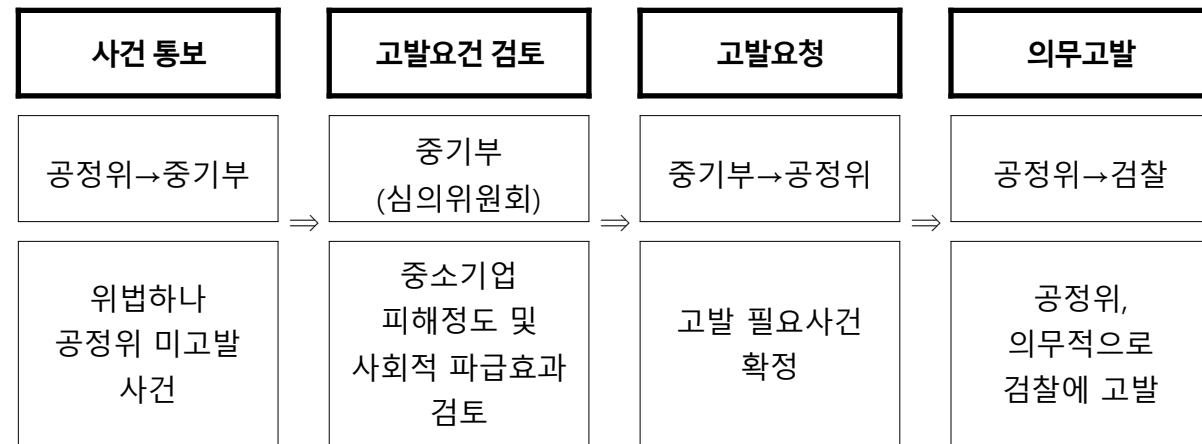 사건 통보
고발요건 검토
고발요청
의무고발
공정위→중기부
중기부
(심의위원회)
중기부→공정위
공정위→검찰
⇒
⇒
⇒
위법하나
공정위 미고발
사건
중소기업
피해정도 및
사회적 파급효과
검토
고발 필요사건
확정
공정위,
의무적으로
검찰에 고발